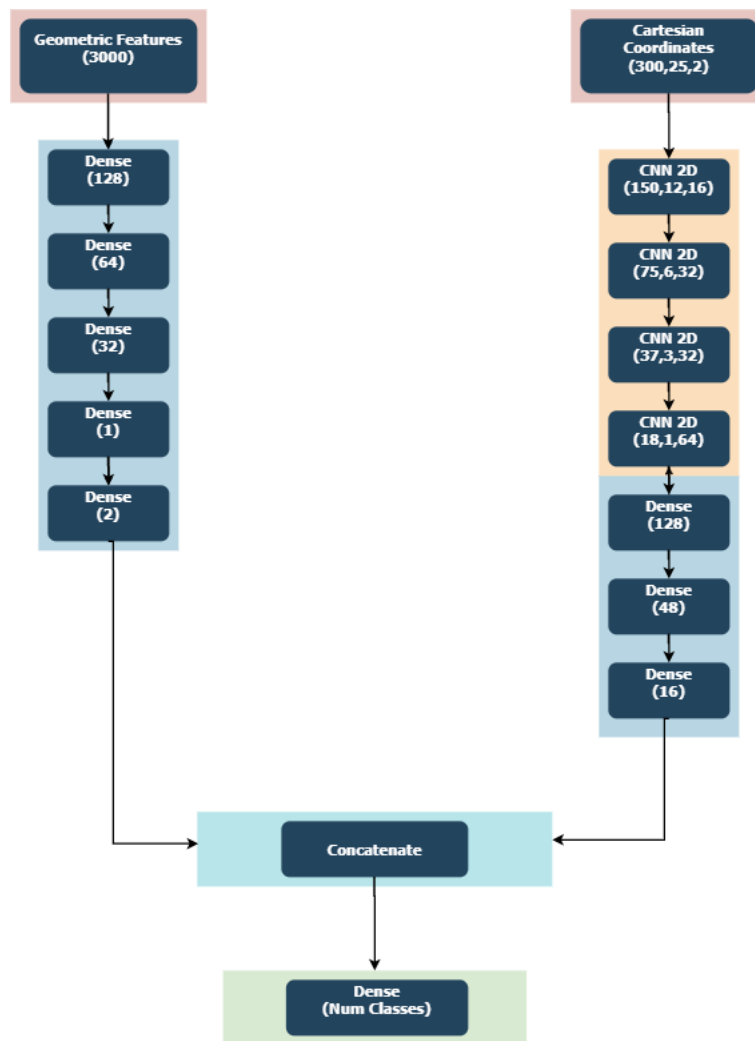 Geometric Features
(3000)
Dense
(128)
Dense
(64)
Dense
(32)
Dense
(1)
Dense
(2)
Cartesian
Coordinates
(300,25,2)
CNN 2D
(150,12,16)
CNN 2D
(75,6,32)
CNN 2D
(37,3,32)
CNN 2D
(18,1,64)
Dense
(128)
Dense
(48)
Dense
(16)
Concatenate
Dense
(Num Classes)